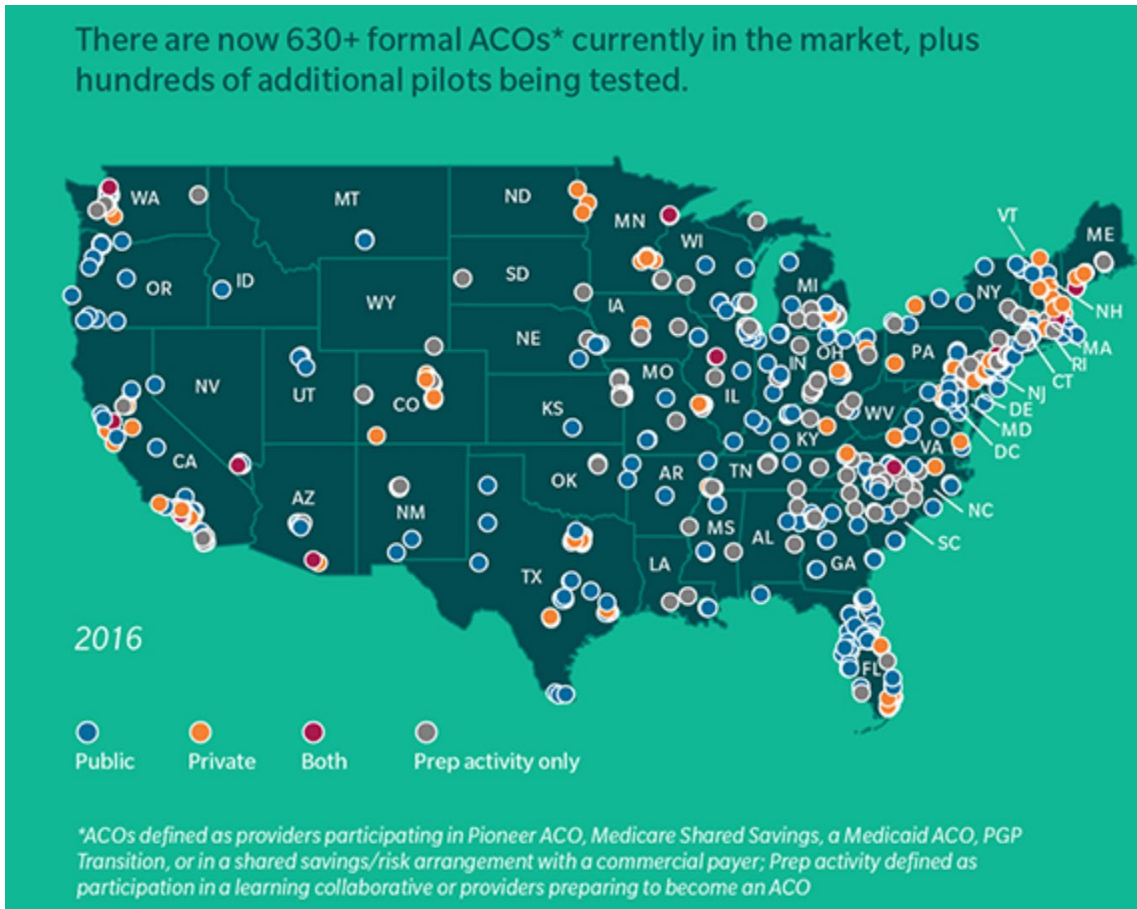 There are now 630+ formal ACOs* currently in the market, plus
hundreds of additional pilots being tested.
WA
MT
ND
MN
VT
ME
OR
ID
SD
WI
MI
NY
NH
WY
IA
NE
PA
MA
RI
CT
NV
UT
CO
KS
MO
IL
IN
OH
WV
NJ
DE
MD
DC
CA
KY
VA
AZ
NM
OK
AR
TN
NC
MS
AL
SC
TX
LA
GA
FL
2016
Public
Private
Both
Prep activity only
*ACOs defined as providers participating in Pioneer ACO, Medicare Shared Savings, a Medicaid ACO, PGP
Transition, or in a shared savings/risk arrangement with a commercial payer; Prep activity defined as
participation in a learning collaborative or providers preparing to become an ACO